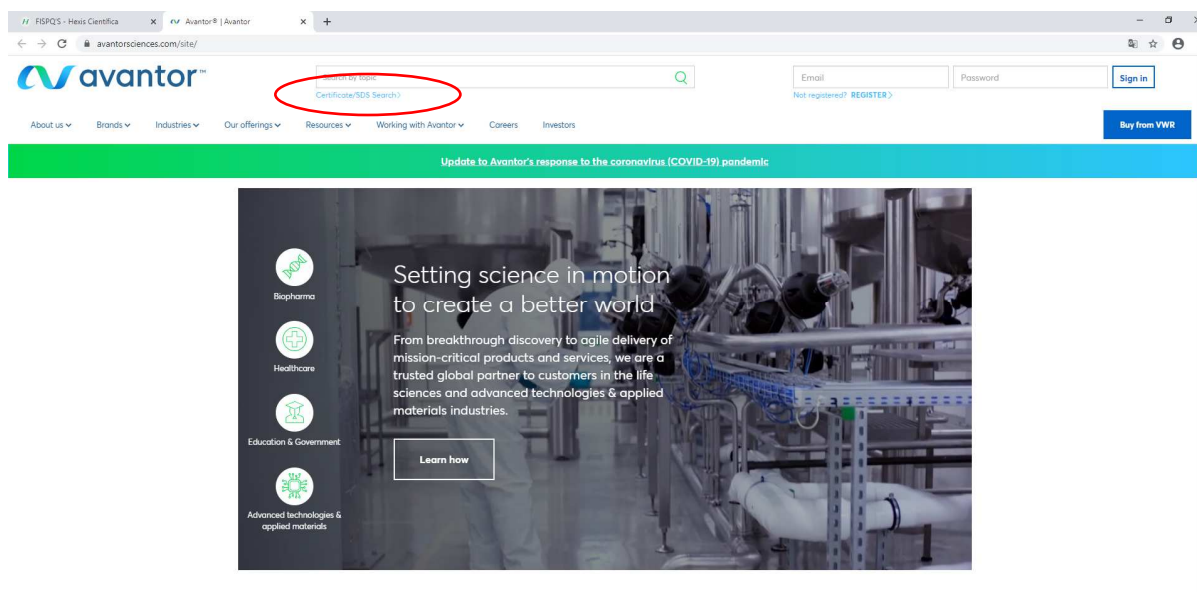 FISPQ'S - Hexis Científica
Avantor® | Avantor
avantorsciences.com/site/
avantor™
Search by topic
Email
Password
Sign in
Certificate/SDS Search>
Not registered? REGISTER>
About us
Brands
Industries
Our offerings
Resources
Working with Avantor
Careers
Investors
Buy from VWR
Update to Avantor's response to the coronavirus (COVID-19) pandemic
Biopharma
Healthcare
Education & Government
Advanced technologies &
applied materials
Setting science in motion
to create a better world
From breakthrough discovery to agile delivery of
mission-critical products and services, we are a
trusted global partner to customers in the life
sciences and advanced technologies & applied
materials industries.
Learn how